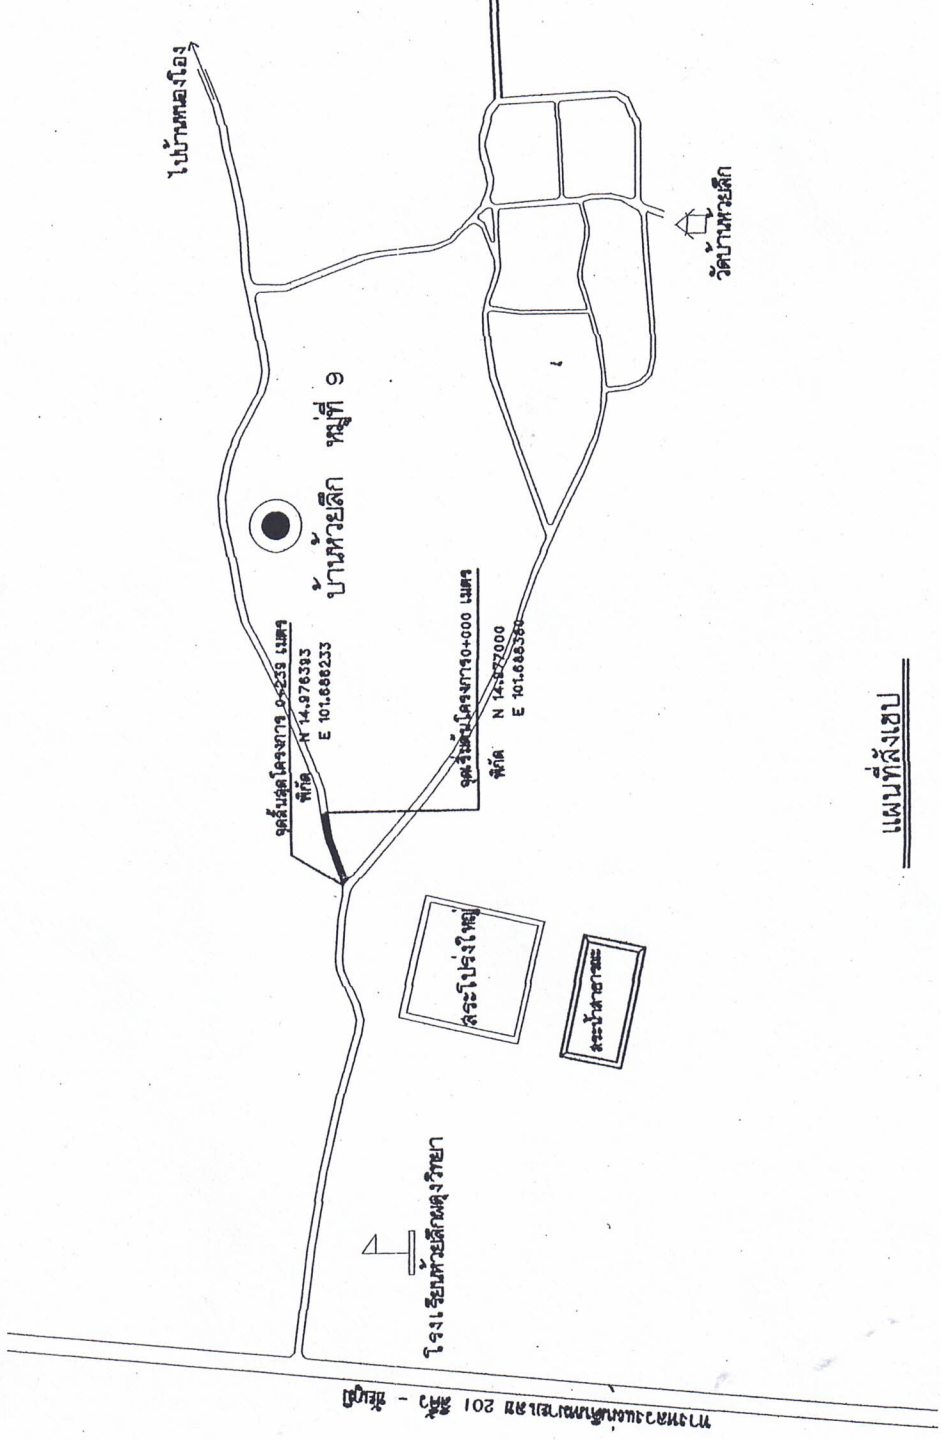 ไปบ้านหนองโอง
วัดบ้านห้วยลึก
บ้านห้วยลึก หมู่ที่ 9
จุดสิ้นสุดโครงการ 0+239 เมตร
พิกัด N 14.976393
E 101.686233
จุดเริ่มต้นโครงการ0+000 เมตร
พิกัด N 14.977000
สระโปร่งใหญ่
สระน้ำสาธารณะ
โรงเรียนห้วยลึกผดุงวิทยา
ทางหลวงแผ่นดินหมายเลข 201 สีคิ้ว - ชัยภูมิ
แผนที่สังเขป